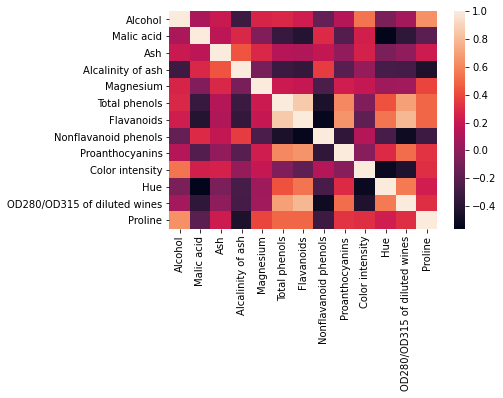 Alcohol
Malic acid
Ash
Alcalinity of ash
Magnesium
Total phenols
Flavanoids
Nonflavanoid phenols
Proanthocyanins
Color intensity
Hue
OD280/OD315 of diluted wines
Proline
Alcohol
Malic acid
Ash
Alcalinity of ash
Magnesium
Total phenols
Flavanoids
Nonflavanoid phenols
Proanthocyanins
Color intensity
Hue
OD280/OD315 of diluted wines
Proline
1.0
0.8
0.6
0.4
0.2
0.0
−0.2
−0.4